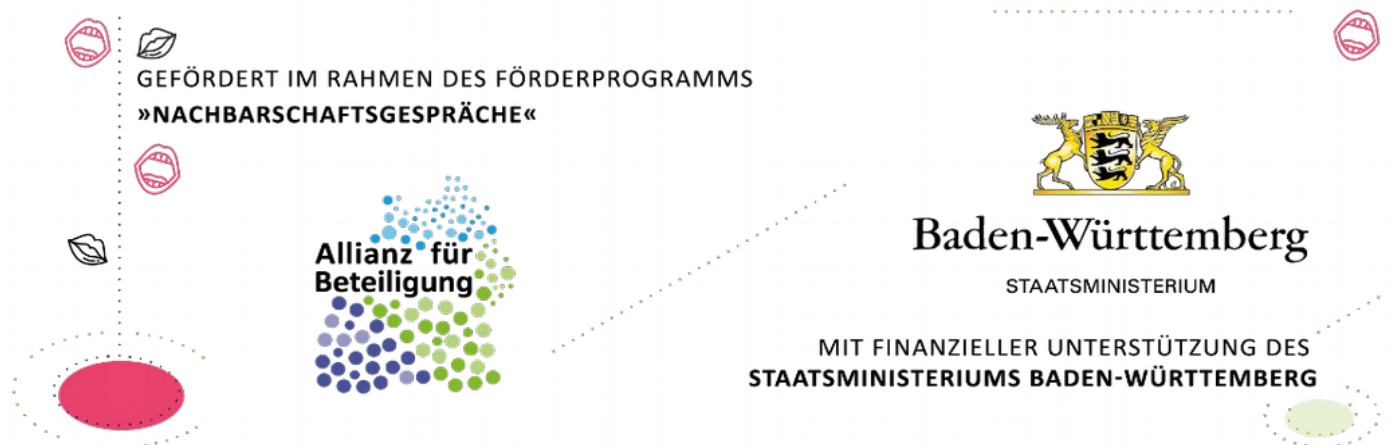 GEFÖRDERT IM RAHMEN DES FÖRDERPROGRAMMS
»NACHBARSCHAFTSGESPRÄCHE«
Allianz für
Beteiligung
Baden-Württemberg
STAATSMINISTERIUM
MIT FINANZIELLER UNTERSTÜTZUNG DES
STAATSMINISTERIUMS BADEN-WÜRTTEMBERG